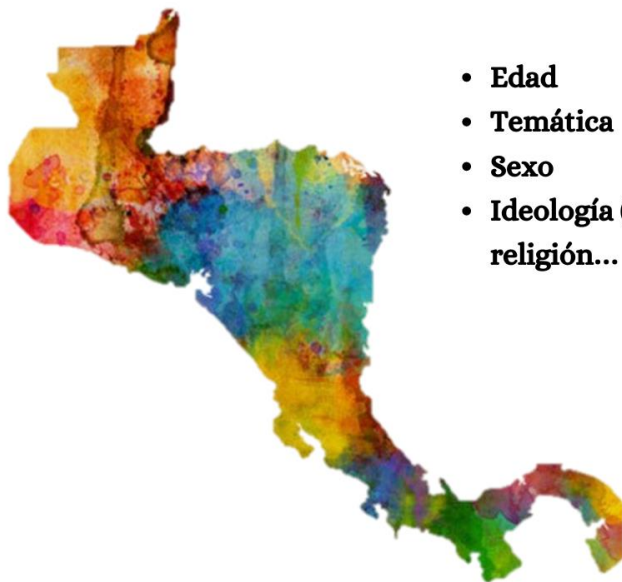 • Edad
• Temática
• Sexo
• Ideología (
religión...